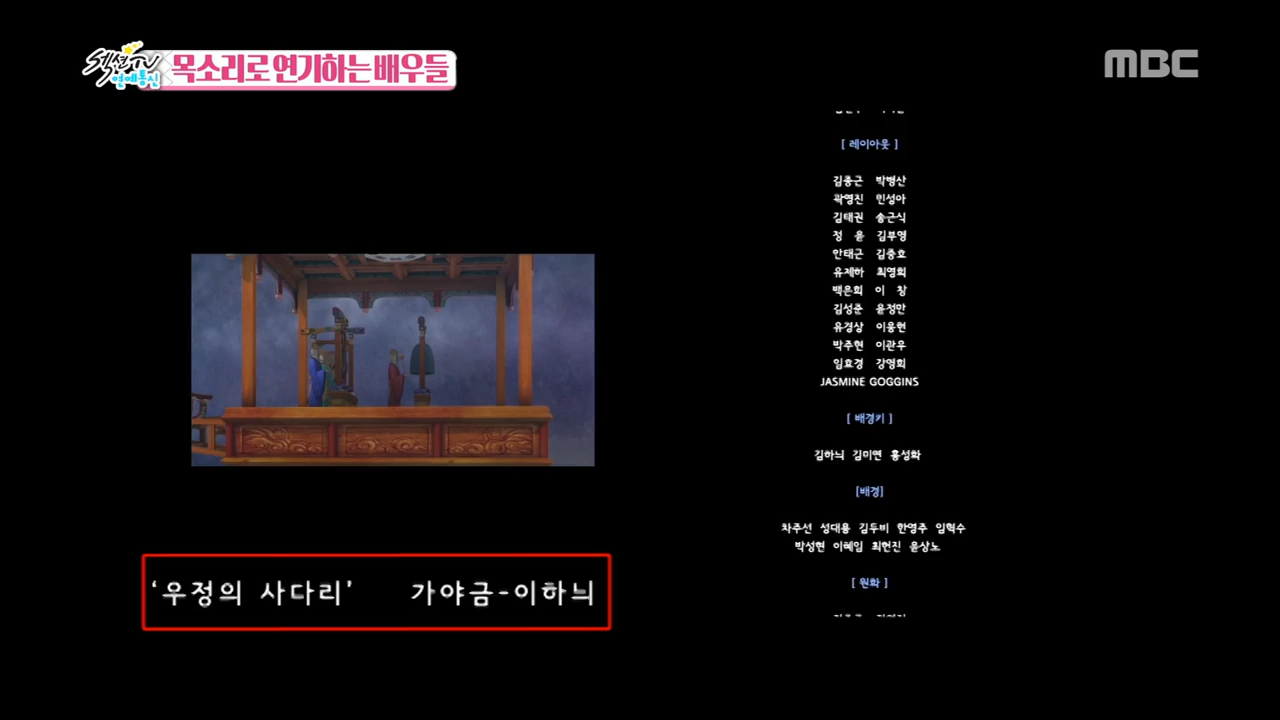 섹션TV 연예통신
목소리로 연기하는 배우들
MBC
[ 레이아웃 ]
김종근 박병산
곽영진 민성아
김태권 송근식
정 윤 김부영
안태근 김중호
유제하 최영희
백은희 이 창
김성준 윤정만
유경상 이웅현
박주현 이관우
임효경 강영희
JASMINE GOGGINS
[ 배경키 ]
김하늬 김미연 홍성화
[배경]
차주선 성대용 김두비 한영주 임혁수
박성현 이혜임 최헌진 윤상노
[ 원화 ]
‘우정의 사다리’ 가야금-이하늬